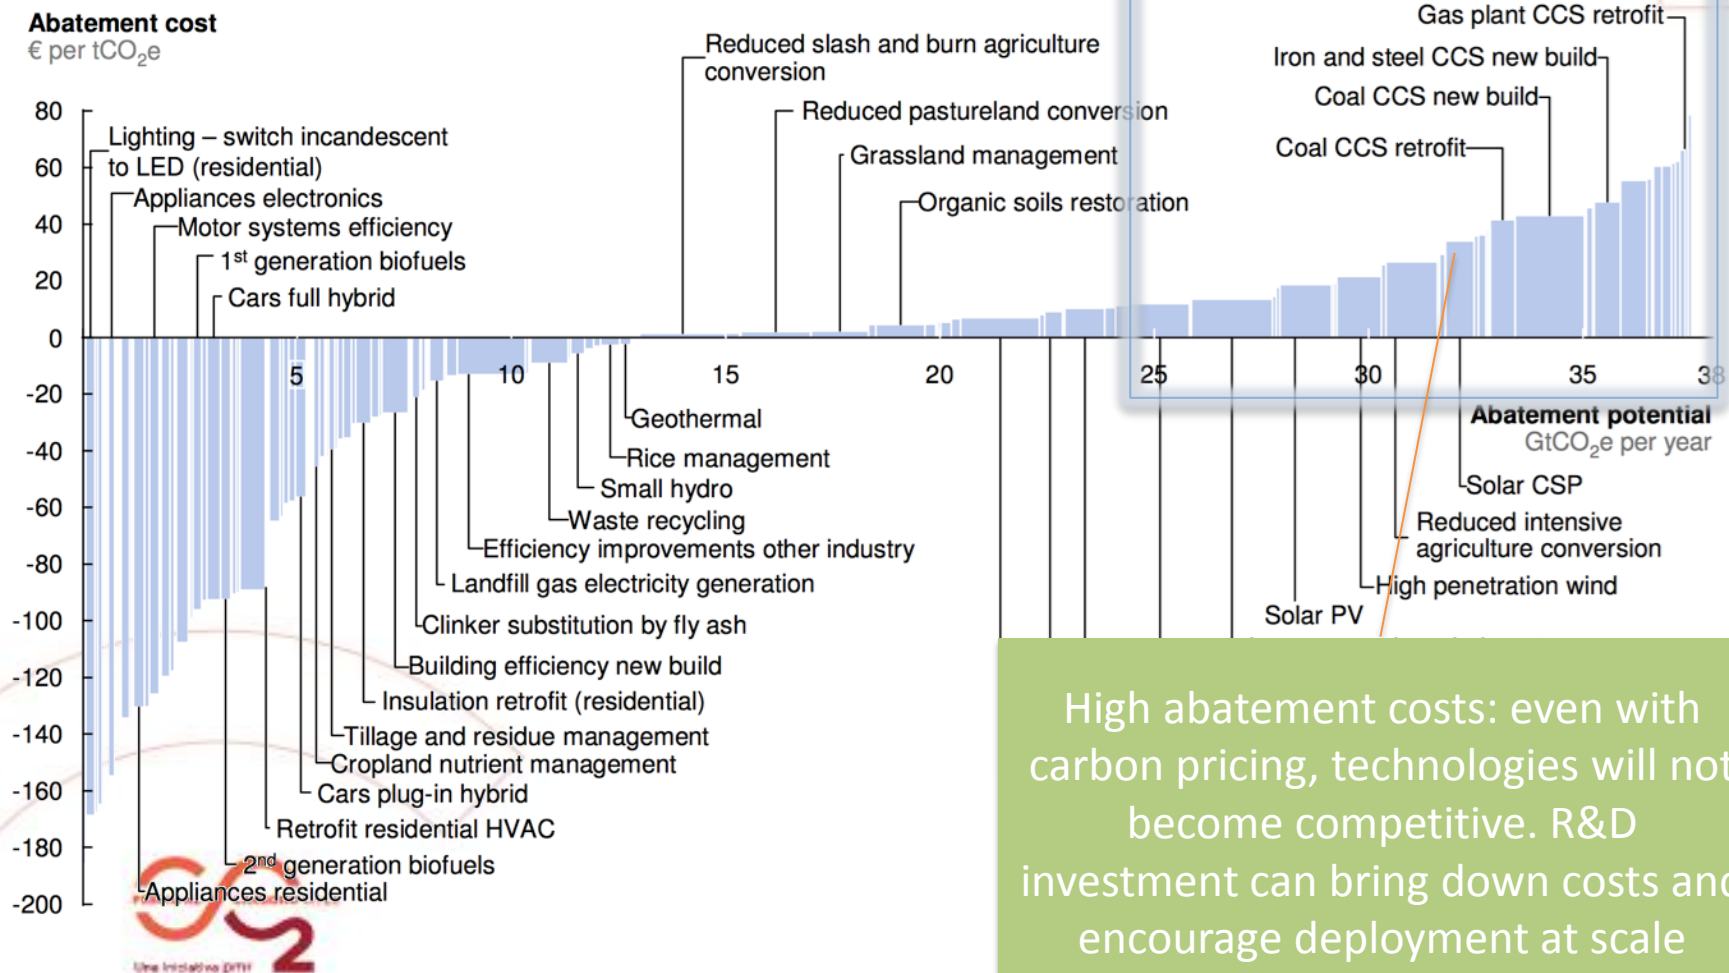 Abatement cost
€ per tCO₂e
80
60
40
20
0
-20
-40
-60
-80
-100
-120
-140
-160
-180
-200
Lighting – switch incandescent
to LED (residential)
Appliances electronics
Motor systems efficiency
1st generation biofuels
Cars full hybrid
Reduced slash and burn agriculture
conversion
Reduced pastureland conversion
Grassland management
Organic soils restoration
Gas plant CCS retrofit
Iron and steel CCS new build
Coal CCS new build
Coal CCS retrofit
5
10
15
20
25
30
35
38
Abatement potential
GtCO₂e per year
Geothermal
Rice management
Small hydro
Waste recycling
Efficiency improvements other industry
Landfill gas electricity generation
Clinker substitution by fly ash
Building efficiency new build
Insulation retrofit (residential)
Tillage and residue management
Cropland nutrient management
Cars plug-in hybrid
Retrofit residential HVAC
2nd generation biofuels
Appliances residential
Solar CSP
Reduced intensive
agriculture conversion
High penetration wind
Solar PV
High abatement costs: even with
carbon pricing, technologies will not
become competitive. R&D
investment can bring down costs and
encourage deployment at scale
2